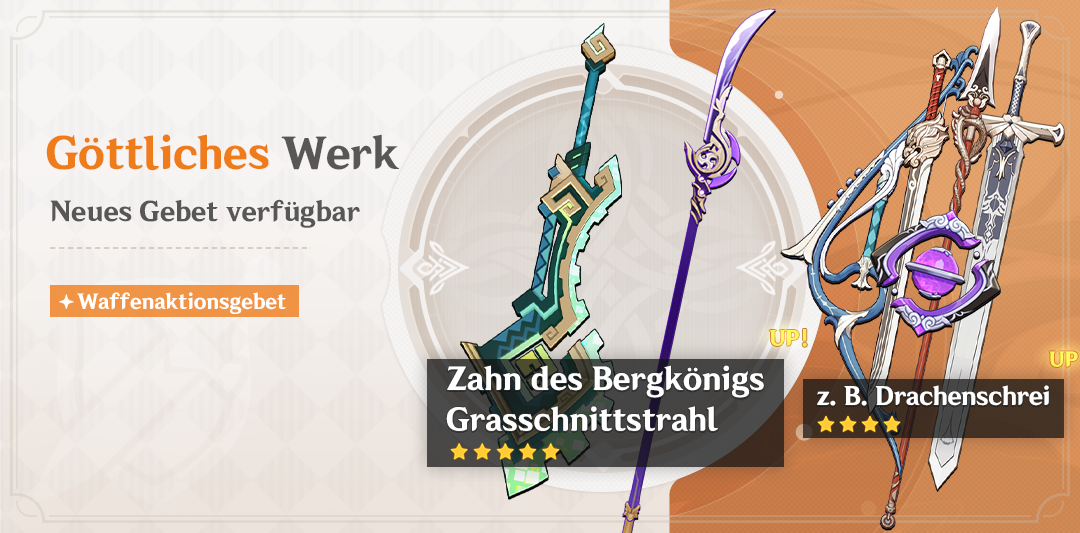 Göttliches Werk
Neues Gebet verfügbar
Waffenaktionsgebet
Zahn des Bergkönigs
Grasschnittstrahl
UP!
z. B. Drachenschrei
UP